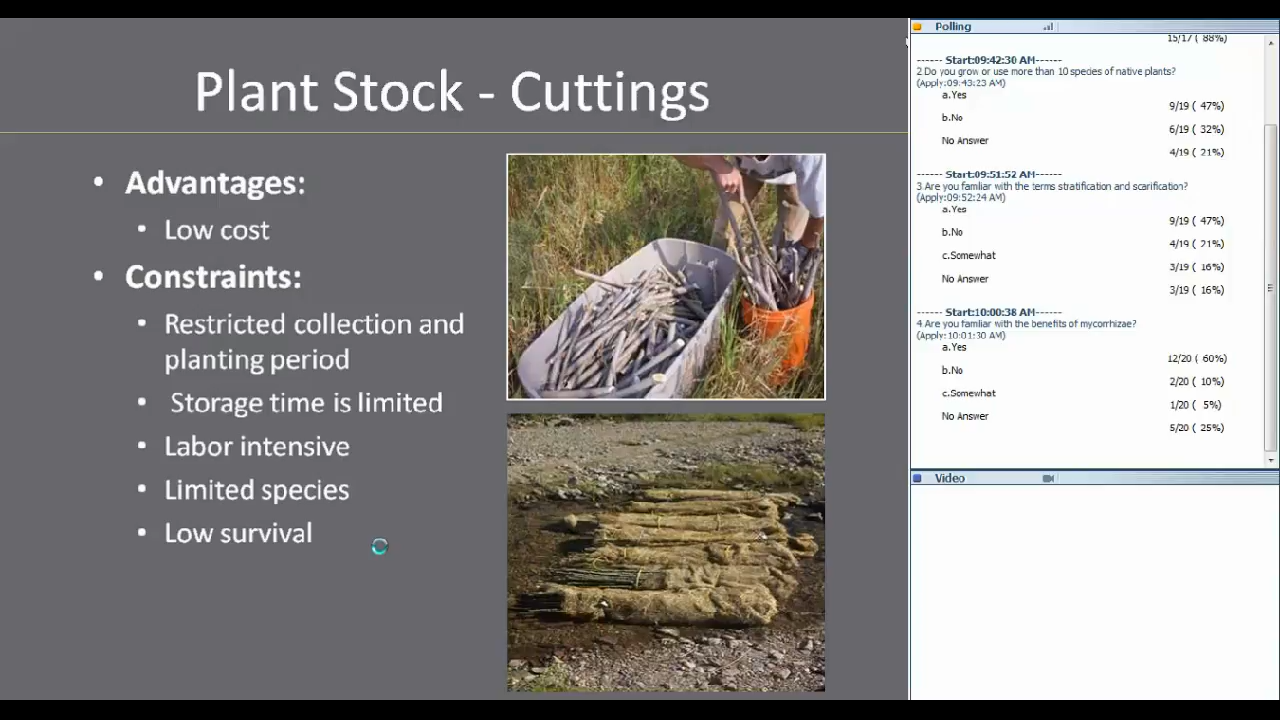 Plant Stock - Cuttings
• Advantages:
• Low cost
• Constraints:
• Restricted collection and
planting period
• Storage time is limited
• Labor intensive
• Limited species
• Low survival
Polling
15/17 ( 88%)
------ Start:09:42:30 AM------
2.Do you grow or use more than 10 species of native plants?
(Apply:09:43:23 AM)
a.Yes
9/19 ( 47%)
b.No
6/19 ( 32%)
No Answer
4/19 ( 21%)
------ Start:09:51:52 AM------
3.Are you familiar with the terms stratification and scarification?
(Apply:09:52:24 AM)
a.Yes
9/19 ( 47%)
b.No
4/19 ( 21%)
c.Somewhat
3/19 ( 16%)
No Answer
3/19 ( 16%)
------ Start:10:00:38 AM------
4.Are you familiar with the benefits of mycorrhizae?
(Apply:10:01:30 AM)
a.Yes
12/20 ( 60%)
b.No
2/20 ( 10%)
c.Somewhat
1/20 ( 5%)
No Answer
5/20 ( 25%)
Video